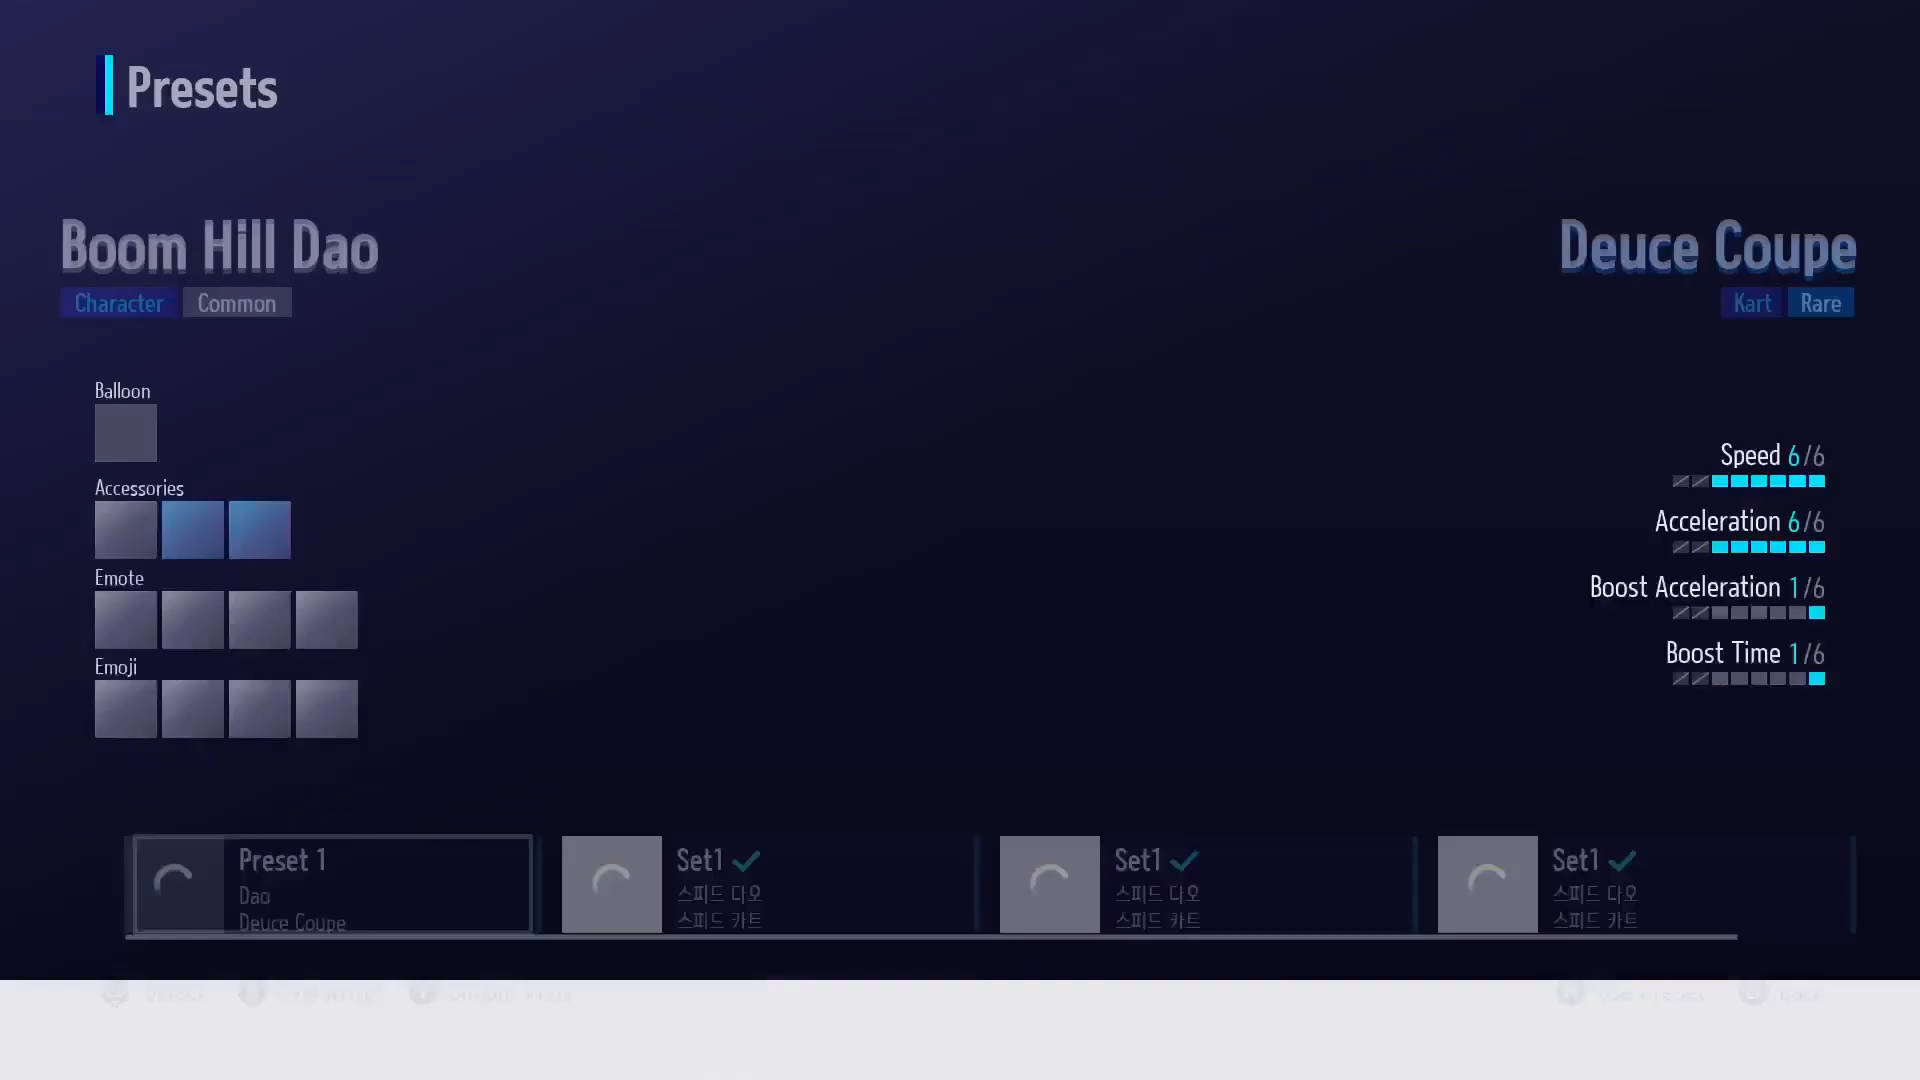 Presets
Boom Hill Dao
Character Common
Deuce Coupe
Kart Rare
Balloon
Accessories
Emote
Emoji
Speed 6/6
Acceleration 6/6
Boost Acceleration 1/6
Boost Time 1/6
Preset 1
Dao
Deuce Coupe
Set1
스피드 다오
스피드 카트
Set1
스피드 다오
스피드 카트
Set1
스피드 다오
스피드 카트